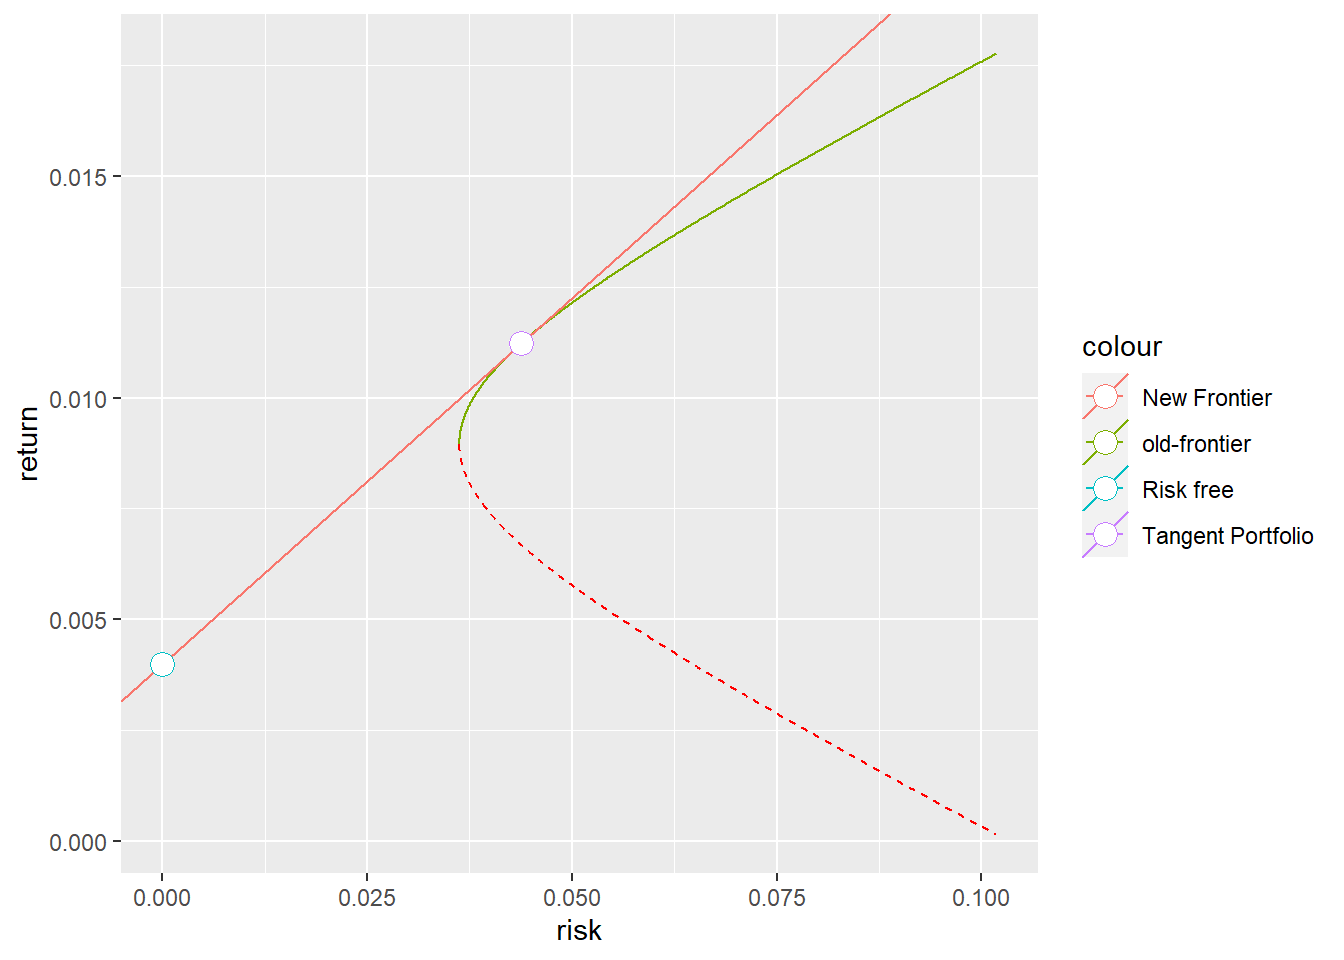 return
0.015
0.010
0.005
0.000
0.000 0.025 0.050 0.075 0.100
risk
colour
New Frontier
old-frontier
Risk free
Tangent Portfolio